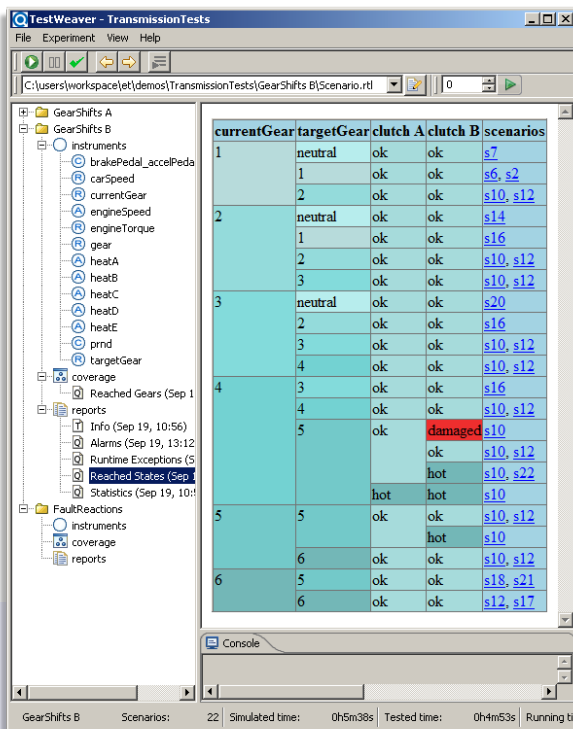 TestWeaver - TransmissionTests
File Experiment View Help
C:\users\workspace\et\demos\TransmissionTests\GearShifts B\Scenario.rtl
0
GearShifts A
GearShifts B
instruments
C brakePedal_accelPeda
R carSpeed
R currentGear
A engineSpeed
R engineTorque
R gear
A heatA
A heatB
A heatC
A heatD
A heatE
C prnd
R targetGear
coverage
Q Reached Gears (Sep 1
reports
T Info (Sep 19, 10:56)
Q Alarms (Sep 19, 13:12
Q Runtime Exceptions (S
Q Reached States (Sep 1
Q Statistics (Sep 19, 10:5
FaultReactions
instruments
coverage
reports
currentGear targetGear clutch A clutch B scenarios
1 neutral ok ok s7
1 ok ok s6, s2
2 ok ok s10, s12
2 neutral ok ok s14
1 ok ok s16
2 ok ok s10, s12
3 ok ok s10, s12
3 neutral ok ok s20
2 ok ok s16
3 ok ok s10, s12
4 ok ok s10, s12
4 3 ok ok s16
4 ok ok s10, s12
5 ok damaged s10
ok s10, s12
hot s10, s22
hot hot s10
5 5 ok ok s10, s12
hot s10
6 ok ok s10, s12
6 5 ok ok s18, s21
6 ok ok s12, s17
Console
GearShifts B Scenarios: 22 Simulated time: 0h5m38s Tested time: 0h4m53s Running ti